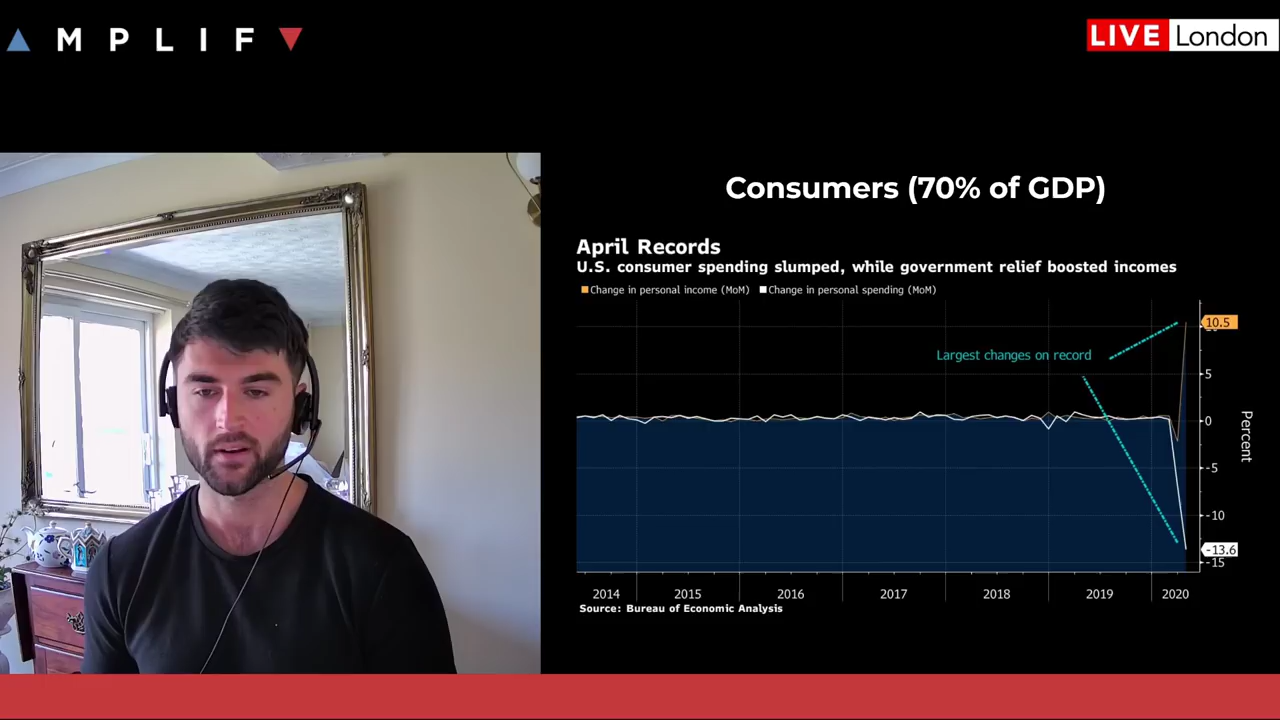 ▲ M P L I F ▼
LIVE London
Consumers (70% of GDP)
April Records
U.S. consumer spending slumped, while government relief boosted incomes
Change in personal income (MoM) Change in personal spending (MoM)
10.5
Largest changes on record
5
0
-5
-10
-13.6
-15
Percent
2014 2015 2016 2017 2018 2019 2020
Source: Bureau of Economic Analysis